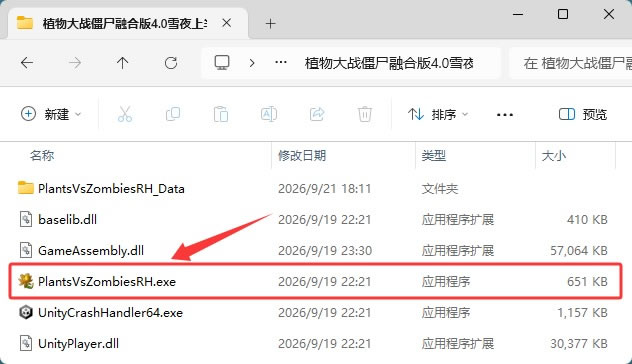 植物大战僵尸融合版4.0雪夜上半
植物大战僵尸融合版4.0雪夜 在 植物大战僵尸融
新建 排序 预览
名称 修改日期 类型 大小
PlantsVsZombiesRH_Data 2026/9/21 18:11 文件夹
baselib.dll 2026/9/19 22:21 应用程序扩展 410 KB
GameAssembly.dll 2026/9/19 23:30 应用程序扩展 57,064 KB
PlantsVsZombiesRH.exe 2026/9/19 22:21 应用程序 651 KB
UnityCrashHandler64.exe 2026/9/19 22:21 应用程序 1,157 KB
UnityPlayer.dll 2026/9/19 22:21 应用程序扩展 30,377 KB